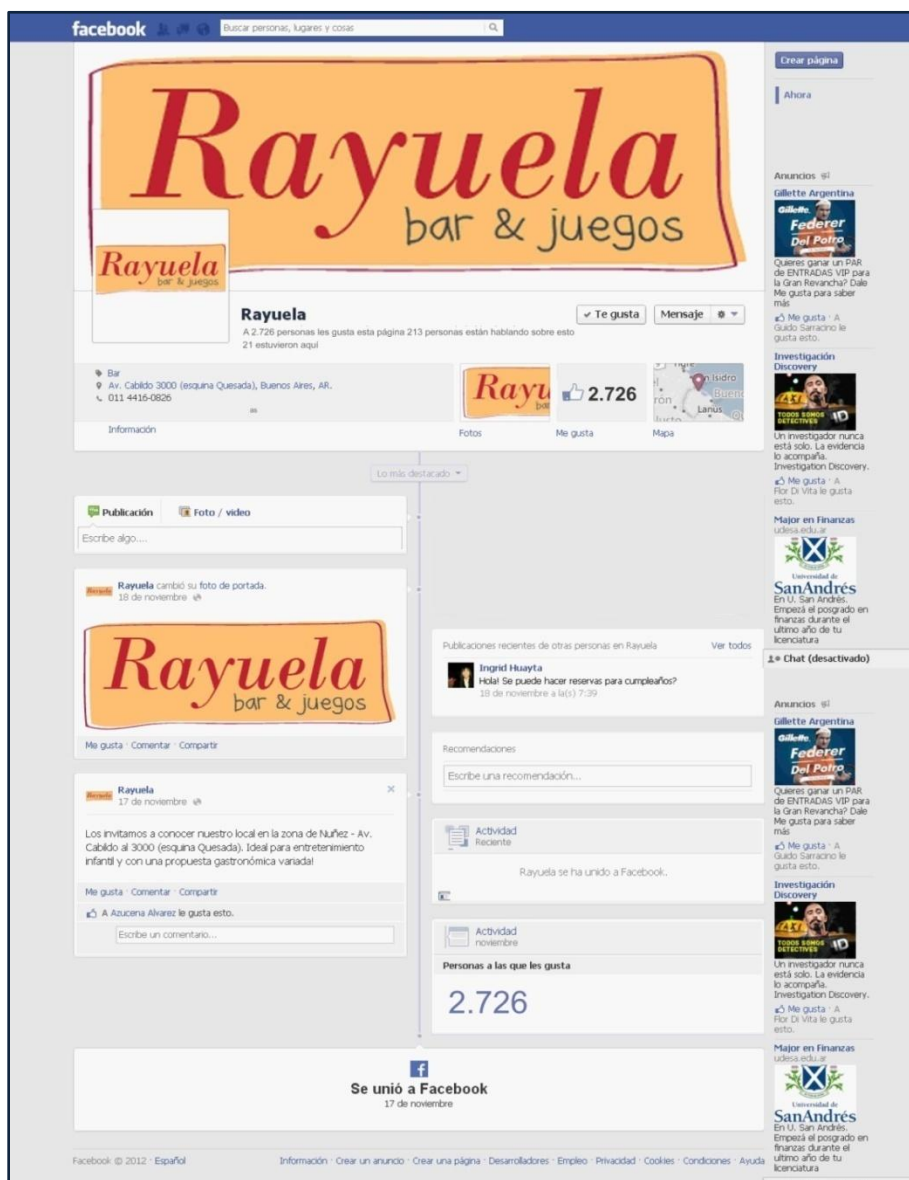 facebook
Buscar personas, lugares y cosas
Crear página
Ahora
Rayuela
bar & juegos
Rayuela
bar & juegos
Rayuela
A 2.726 personas les gusta esta página 213 personas están hablando sobre esto
21 estuvieron aquí
Te gusta
Mensaje
Bar
Av. Cabildo 3000 (esquina Quesada), Buenos Aires, AR.
011 4416-0826
Información
Fotos
2.726
Me gusta
San Isidro
Lanus
Mapa
Lo más destacado
Publicación
Foto / video
Escribe algo....
Rayuela cambió su foto de portada.
18 de noviembre
Rayuela
bar & juegos
Me gusta · Comentar · Compartir
Rayuela
17 de noviembre
Los invitamos a conocer nuestro local en la zona de Nuñez - Av.
Cabildo al 3000 (esquina Quesada). Ideal para entretenimiento
infantil y con una propuesta gastronómica variada!
Me gusta · Comentar · Compartir
A Azucena Alvarez le gusta esto.
Escribe un comentario...
Publicaciones recientes de otras personas en Rayuela
Ver todos
Ingrid Huayta
Hola! Se puede hacer reservas para cumpleaños?
18 de noviembre a la(s) 7:39
Recomendaciones
Escribe una recomendación...
Actividad
Reciente
Rayuela se ha unido a Facebook.
Actividad
noviembre
Personas a las que les gusta
2.726
Se unió a Facebook
17 de noviembre
Anuncios
Gillette Argentina
Gillette
Federer
Del Potro
Quieres ganar un PAR
de ENTRADAS VIP para
la Gran Revancha? Dale
Me gusta para saber
más
Me gusta · A
Guido Sarracino le
gusta esto.
Investigación
Discovery
TAXI
TODOS SOMOS
DETECTIVES
ID
Un investigador nunca
está solo. La evidencia
lo acompaña.
Investigation Discovery.
Me gusta · A
Flor Di Vita le gusta
esto.
Major en Finanzas
udesa.edu.ar
Universidad de
SanAndrés
En U. San Andrés.
Empezá el posgrado en
finanzas durante el
ultimo año de tu
licenciatura
Chat (desactivado)
Anuncios
Gillette Argentina
Gillette
Federer
Del Potro
Quieres ganar un PAR
de ENTRADAS VIP para
la Gran Revancha? Dale
Me gusta para saber
más
Me gusta · A
Guido Sarracino le
gusta esto.
Investigación
Discovery
TAXI
TODOS SOMOS
DETECTIVES
ID
Un investigador nunca
está solo. La evidencia
lo acompaña.
Investigation Discovery.
Me gusta · A
Flor Di Vita le gusta
esto.
Major en Finanzas
udesa.edu.ar
Universidad de
SanAndrés
En U. San Andrés.
Empezá el posgrado en
finanzas durante el
ultimo año de tu
licenciatura
Facebook © 2012 · Español
Información · Crear un anuncio · Crear una página · Desarrolladores · Empleo · Privacidad · Cookies · Condiciones · Ayuda